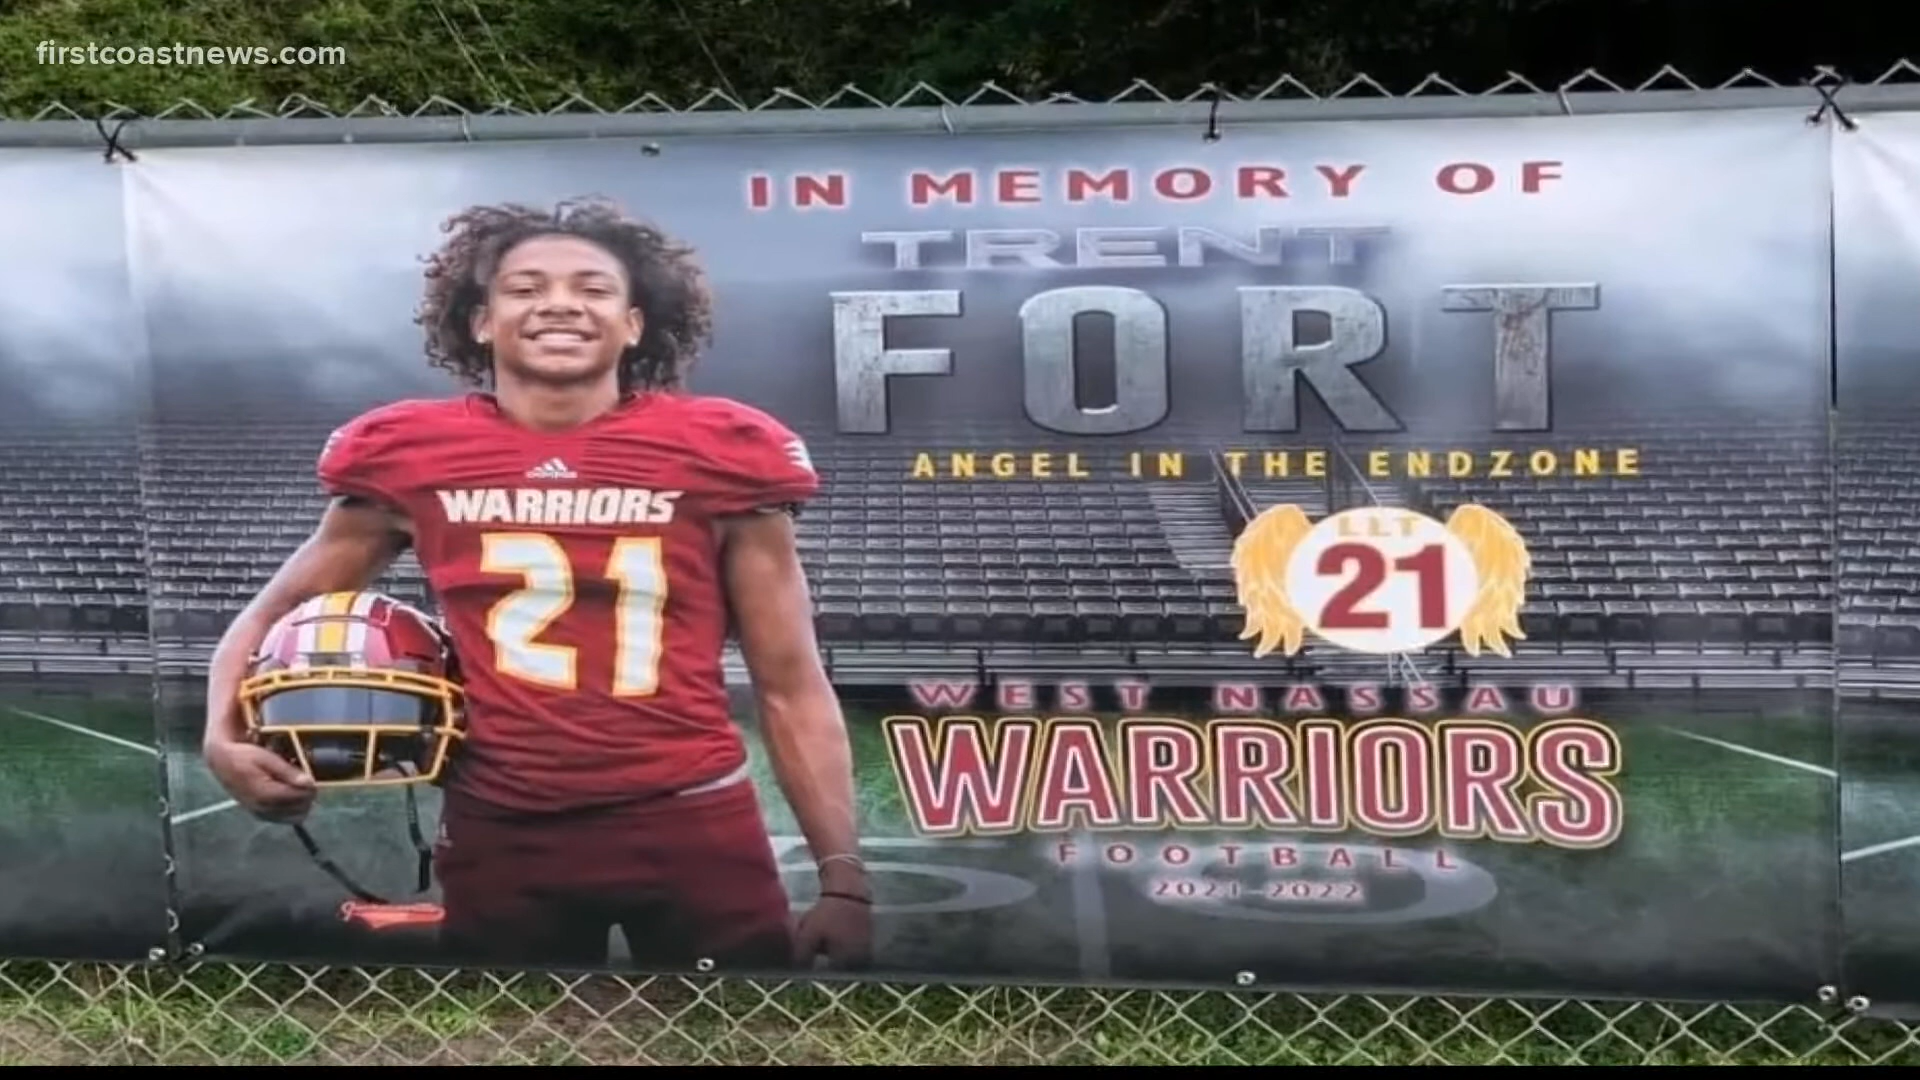 firstcoastnews.com
IN MEMORY OF
TRENT
FORT
ANGEL IN THE ENDZONE
LLT
21
adidas
WARRIORS
21
WEST NASSAU
WARRIORS
FOOTBALL
2021-2022